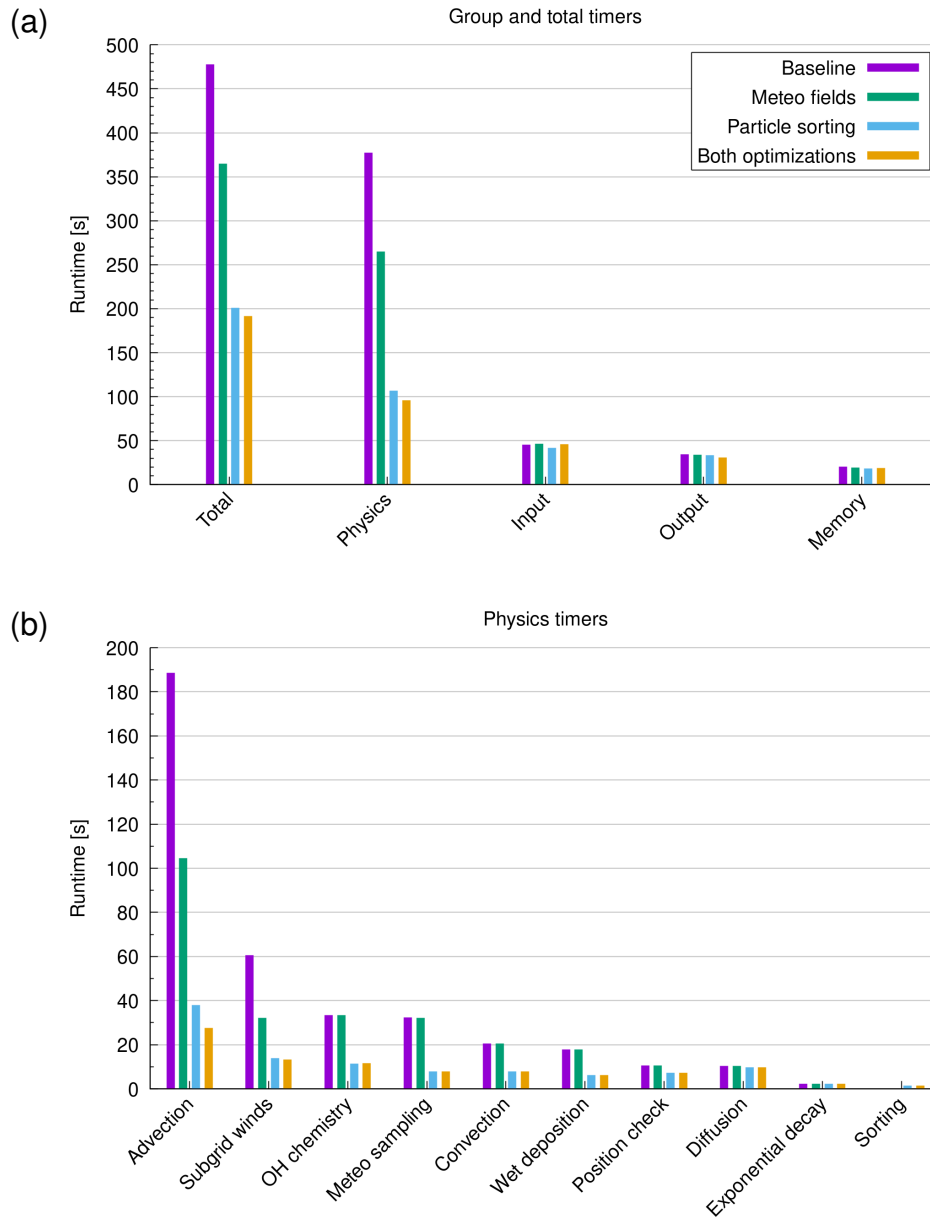 (a)
Group and total timers
500
450
400
350
300
250
200
150
100
50
0
Runtime [s]
Baseline
Meteo fields
Particle sorting
Both optimizations
Total
Physics
Input
Output
Memory
(b)
Physics timers
200
180
160
140
120
100
80
60
40
20
0
Runtime [s]
Advection
Subgrid winds
OH chemistry
Meteo sampling
Convection
Wet deposition
Position check
Diffusion
Exponential decay
Sorting